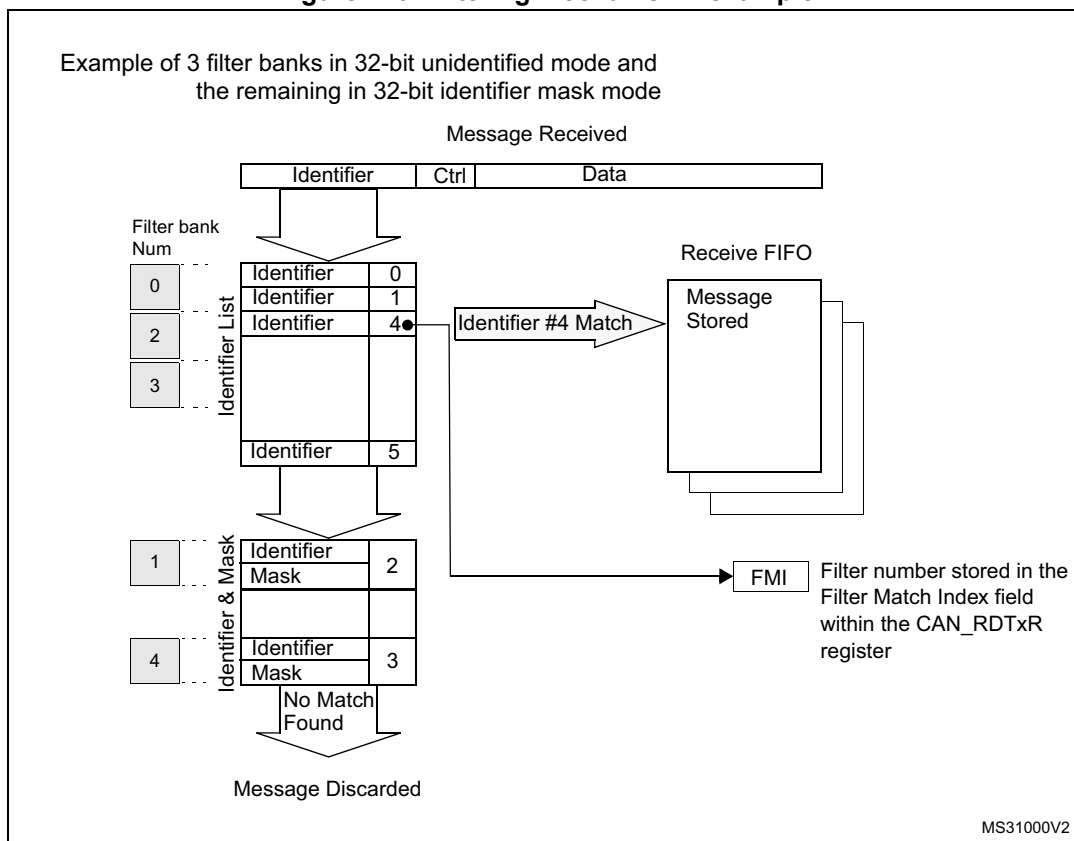 Example of 3 filter banks in 32-bit unidentified mode and
the remaining in 32-bit identifier mask mode
Message Received
Identifier Ctrl Data
Filter bank
Num
Receive FIFO
0
2
3
Identifier List
Identifier 0
Identifier 1
Identifier 4
Identifier 5
Identifier #4 Match
Message
Stored
1
4
Identifier & Mask
Identifier
Mask
2
Identifier
Mask
3
FMI
Filter number stored in the
Filter Match Index field
within the CAN_RDTxR
register
No Match
Found
Message Discarded
MS31000V2